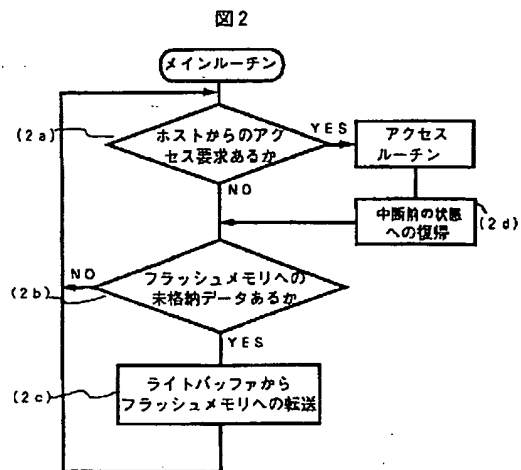 図2
メインルーチン
(2a)
ホストからのアク
セス要求あるか
YES
アクセス
ルーチン
NO
中断前の状態
への復帰
(2d)
NO
フラッシュメモリへの
未格納データあるか
(2b)
YES
(2c)
ライトバッファから
フラッシュメモリへの転送